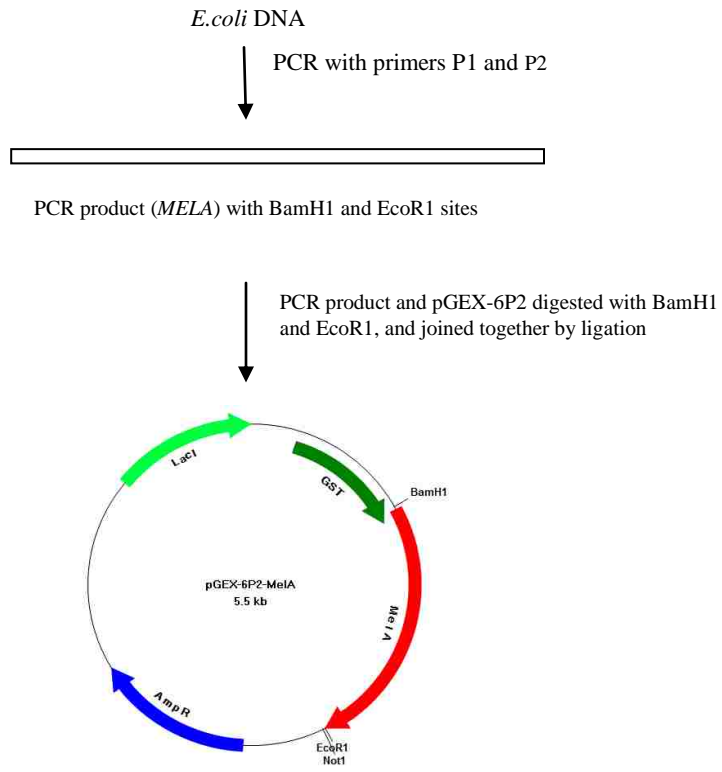 E.coli DNA
PCR with primers P1 and P2
PCR product (MELA) with BamH1 and EcoR1 sites
PCR product and pGEX-6P2 digested with BamH1
and EcoR1, and joined together by ligation
LacI
GST
BamH1
pGEX-6P2-MelA
5.5 kb
MelA
AmpR
EcoR1
Not1